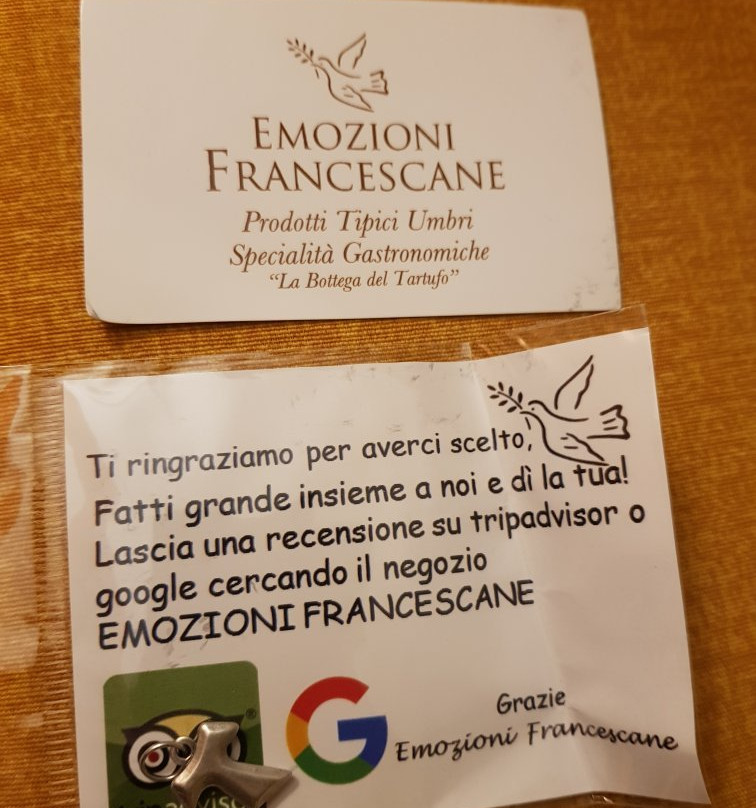 EMOZIONI
FRANCESCANE
Prodotti Tipici Umbri
Specialità Gastronomiche
“La Bottega del Tartufo”
Ti ringraziamo per averci scelto,
Fatti grande insieme a noi e dì la tua!
Lascia una recensione su tripadvisor o
google cercando il negozio
EMOZIONI FRANCESCANE
G
Grazie
Emozioni Francescane